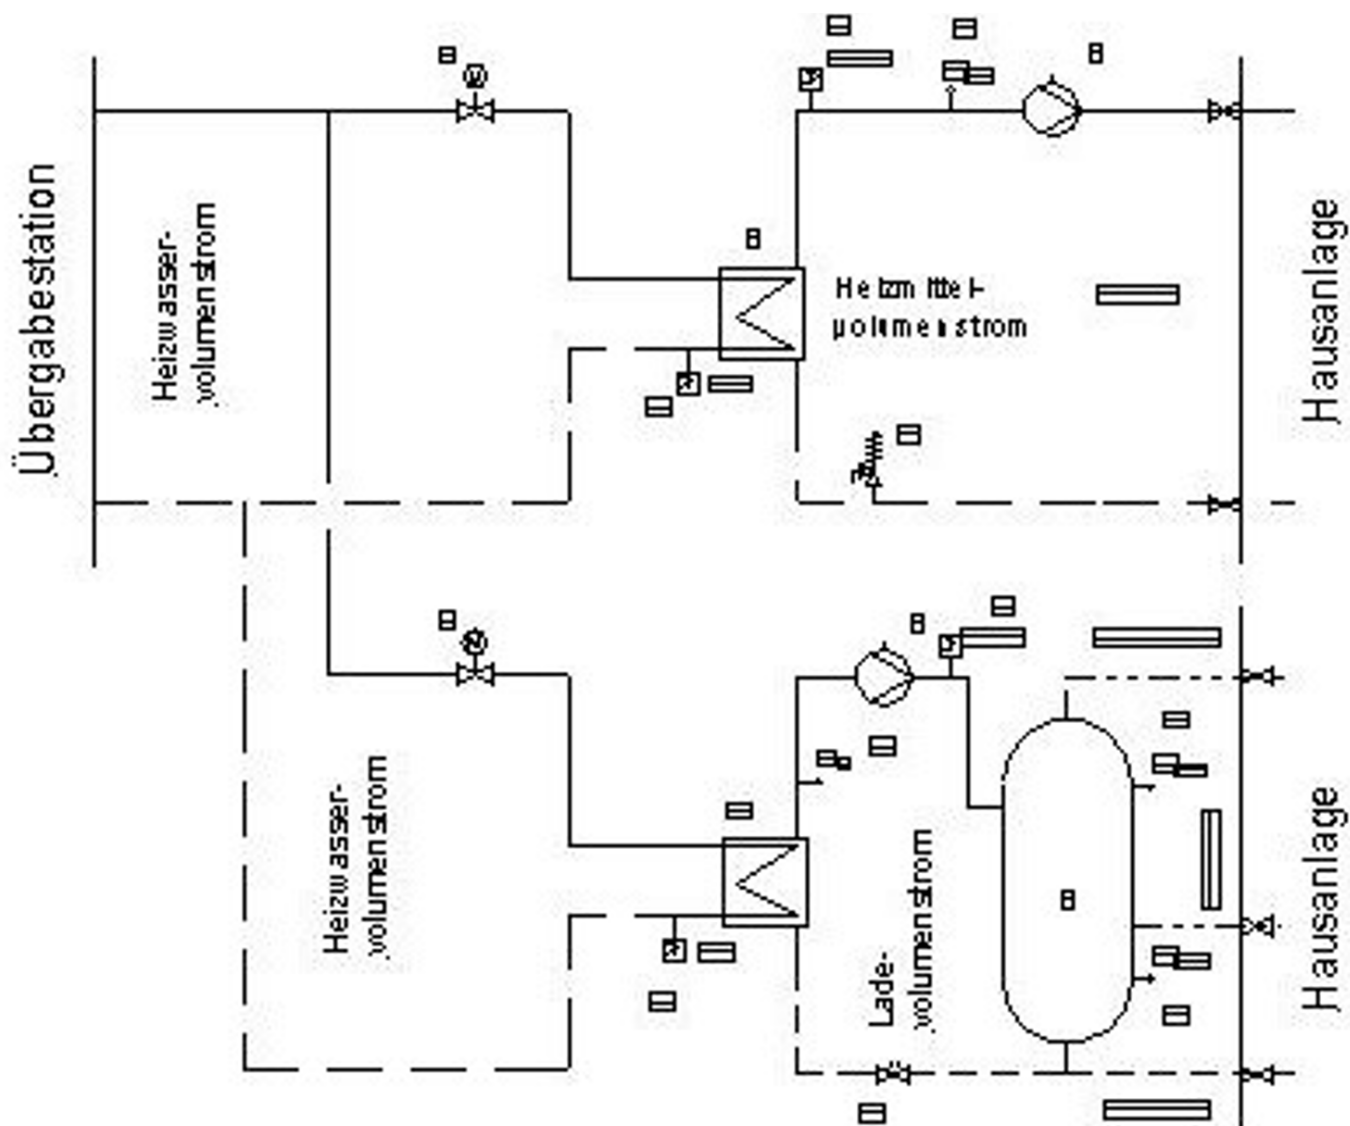 Übergabestation
Heizwasser-
volumenstrom
Heizmittel-
volumenstrom
Hausanlage
Heizwasser-
volumenstrom
Lade-
volumenstrom
Hausanlage